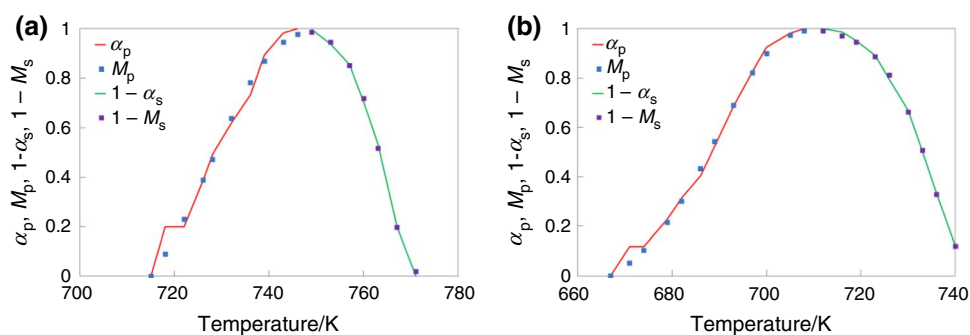 (a)
αp, Mp, 1-αs, 1 − Ms
1
0.8
0.6
0.4
0.2
0
αp
Mp
1 − αs
1 − Ms
700 720 740 760 780
Temperature/K
(b)
αp, Mp, 1-αs, 1 − Ms
1
0.8
0.6
0.4
0.2
0
αp
Mp
1 − αs
1 − Ms
660 680 700 720 740
Temperature/K